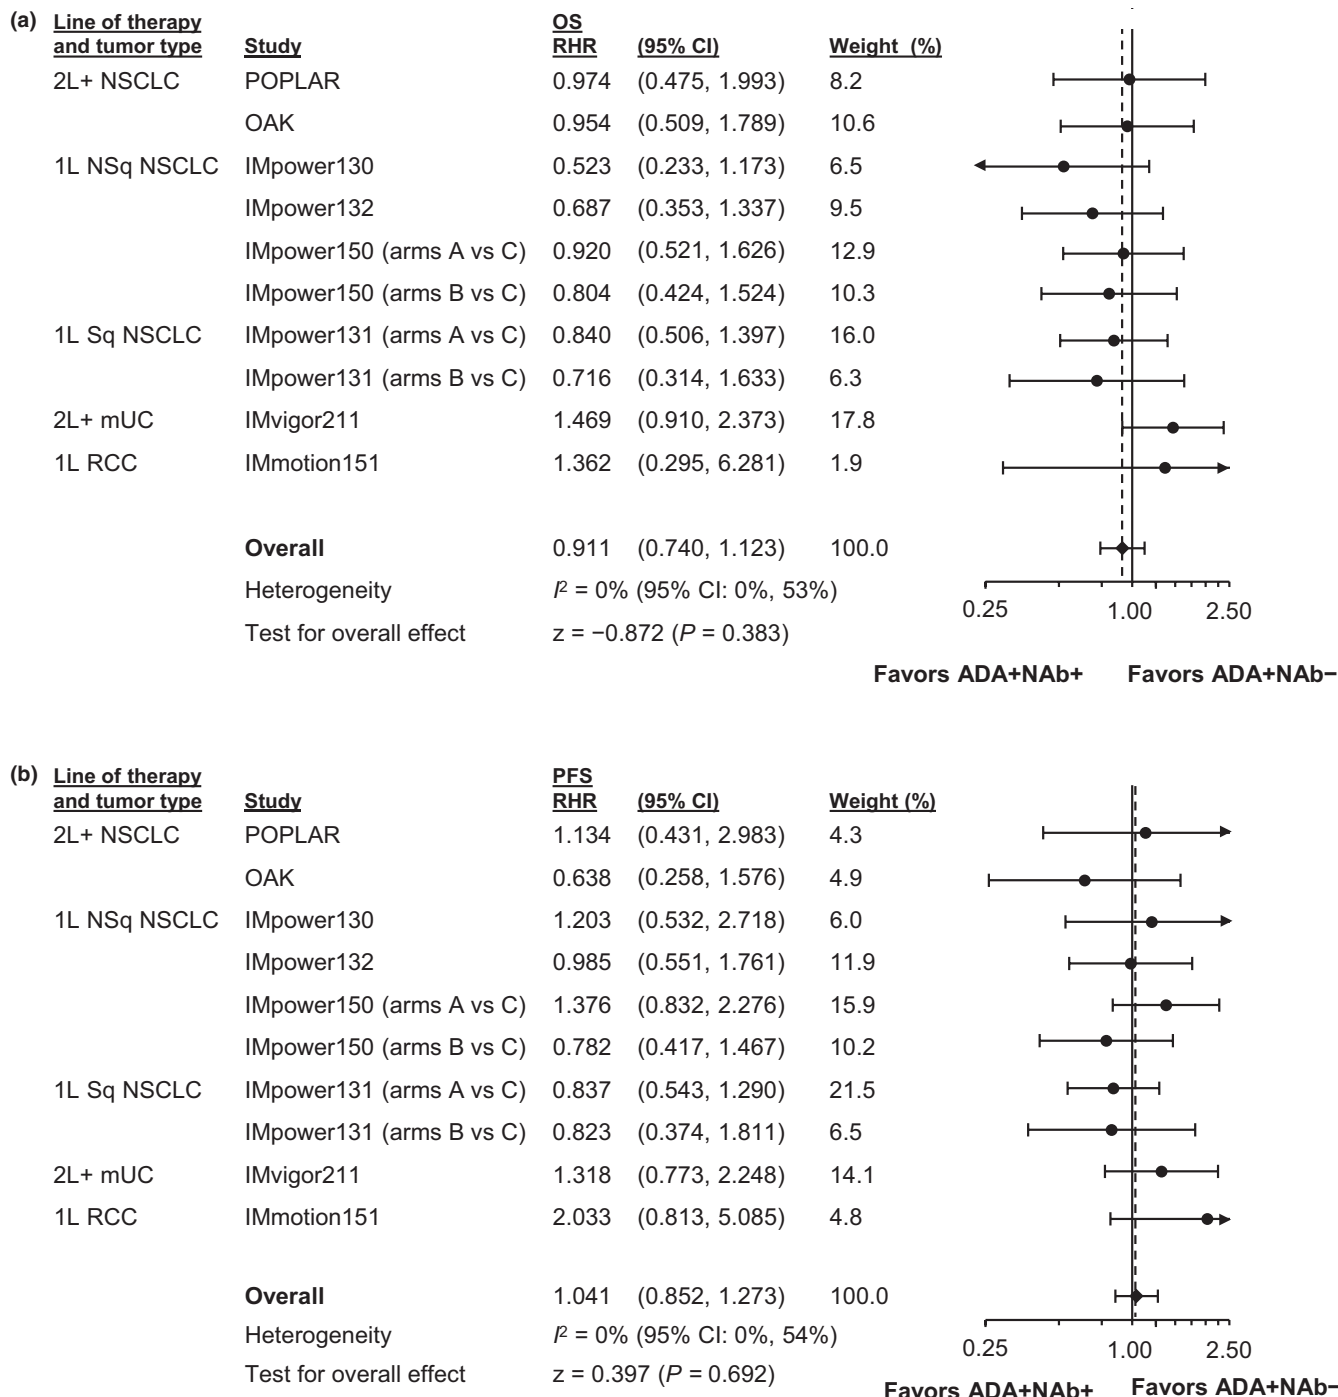 (a) Line of therapy and tumor type Study OS RHR (95% CI) Weight (%)
2L+ NSCLC POPLAR 0.974 (0.475, 1.993) 8.2
OAK 0.954 (0.509, 1.789) 10.6
1L NSq NSCLC IMpower130 0.523 (0.233, 1.173) 6.5
IMpower132 0.687 (0.353, 1.337) 9.5
IMpower150 (arms A vs C) 0.920 (0.521, 1.626) 12.9
IMpower150 (arms B vs C) 0.804 (0.424, 1.524) 10.3
1L Sq NSCLC IMpower131 (arms A vs C) 0.840 (0.506, 1.397) 16.0
IMpower131 (arms B vs C) 0.716 (0.314, 1.633) 6.3
2L+ mUC IMvigor211 1.469 (0.910, 2.373) 17.8
1L RCC IMmotion151 1.362 (0.295, 6.281) 1.9
Overall 0.911 (0.740, 1.123) 100.0
Heterogeneity I² = 0% (95% CI: 0%, 53%)
0.25 1.00 2.50
Test for overall effect z = −0.872 (P = 0.383)
Favors ADA+NAb+ Favors ADA+NAb−
(b) Line of therapy and tumor type Study PFS RHR (95% CI) Weight (%)
2L+ NSCLC POPLAR 1.134 (0.431, 2.983) 4.3
OAK 0.638 (0.258, 1.576) 4.9
1L NSq NSCLC IMpower130 1.203 (0.532, 2.718) 6.0
IMpower132 0.985 (0.551, 1.761) 11.9
IMpower150 (arms A vs C) 1.376 (0.832, 2.276) 15.9
IMpower150 (arms B vs C) 0.782 (0.417, 1.467) 10.2
1L Sq NSCLC IMpower131 (arms A vs C) 0.837 (0.543, 1.290) 21.5
IMpower131 (arms B vs C) 0.823 (0.374, 1.811) 6.5
2L+ mUC IMvigor211 1.318 (0.773, 2.248) 14.1
1L RCC IMmotion151 2.033 (0.813, 5.085) 4.8
Overall 1.041 (0.852, 1.273) 100.0
Heterogeneity I² = 0% (95% CI: 0%, 54%)
0.25 1.00 2.50
Test for overall effect z = 0.397 (P = 0.692)
Favors ADA+NAb+ Favors ADA+NAb−